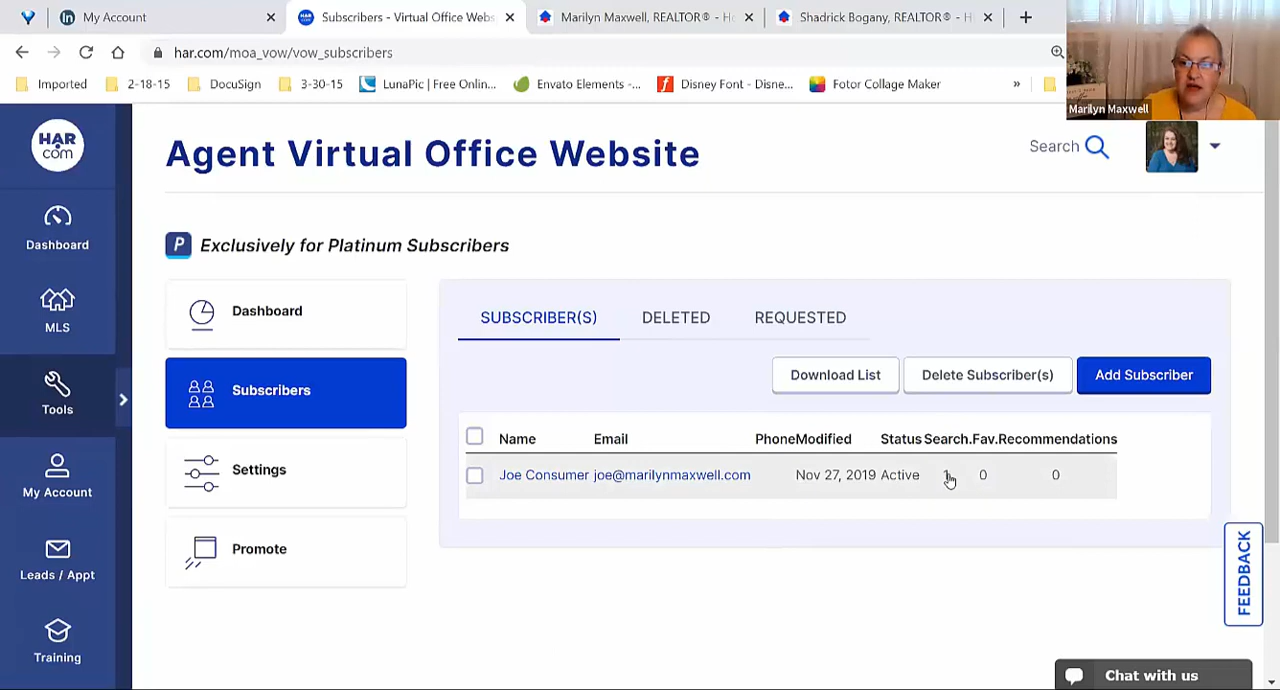 My Account
Subscribers - Virtual Office Webs
Marilyn Maxwell, REALTOR® - Ho
Shadrick Bogany, REALTOR® - H
har.com/moa_vow/vow_subscribers
Imported
2-18-15
DocuSign
3-30-15
LunaPic | Free Onlin...
Envato Elements -...
Disney Font - Disne...
Fotor Collage Maker
»
Marilyn Maxwell
HAR
com
Agent Virtual Office Website
Search
Dashboard
MLS
Tools
My Account
Leads / Appt
Training
P Exclusively for Platinum Subscribers
Dashboard
Subscribers
Settings
Promote
SUBSCRIBER(S) DELETED REQUESTED
Download List Delete Subscriber(s) Add Subscriber
Name Email Phone Modified Status Search. Fav. Recommendations
Joe Consumer joe@marilynmaxwell.com Nov 27, 2019 Active 1 0 0
FEEDBACK
Chat with us